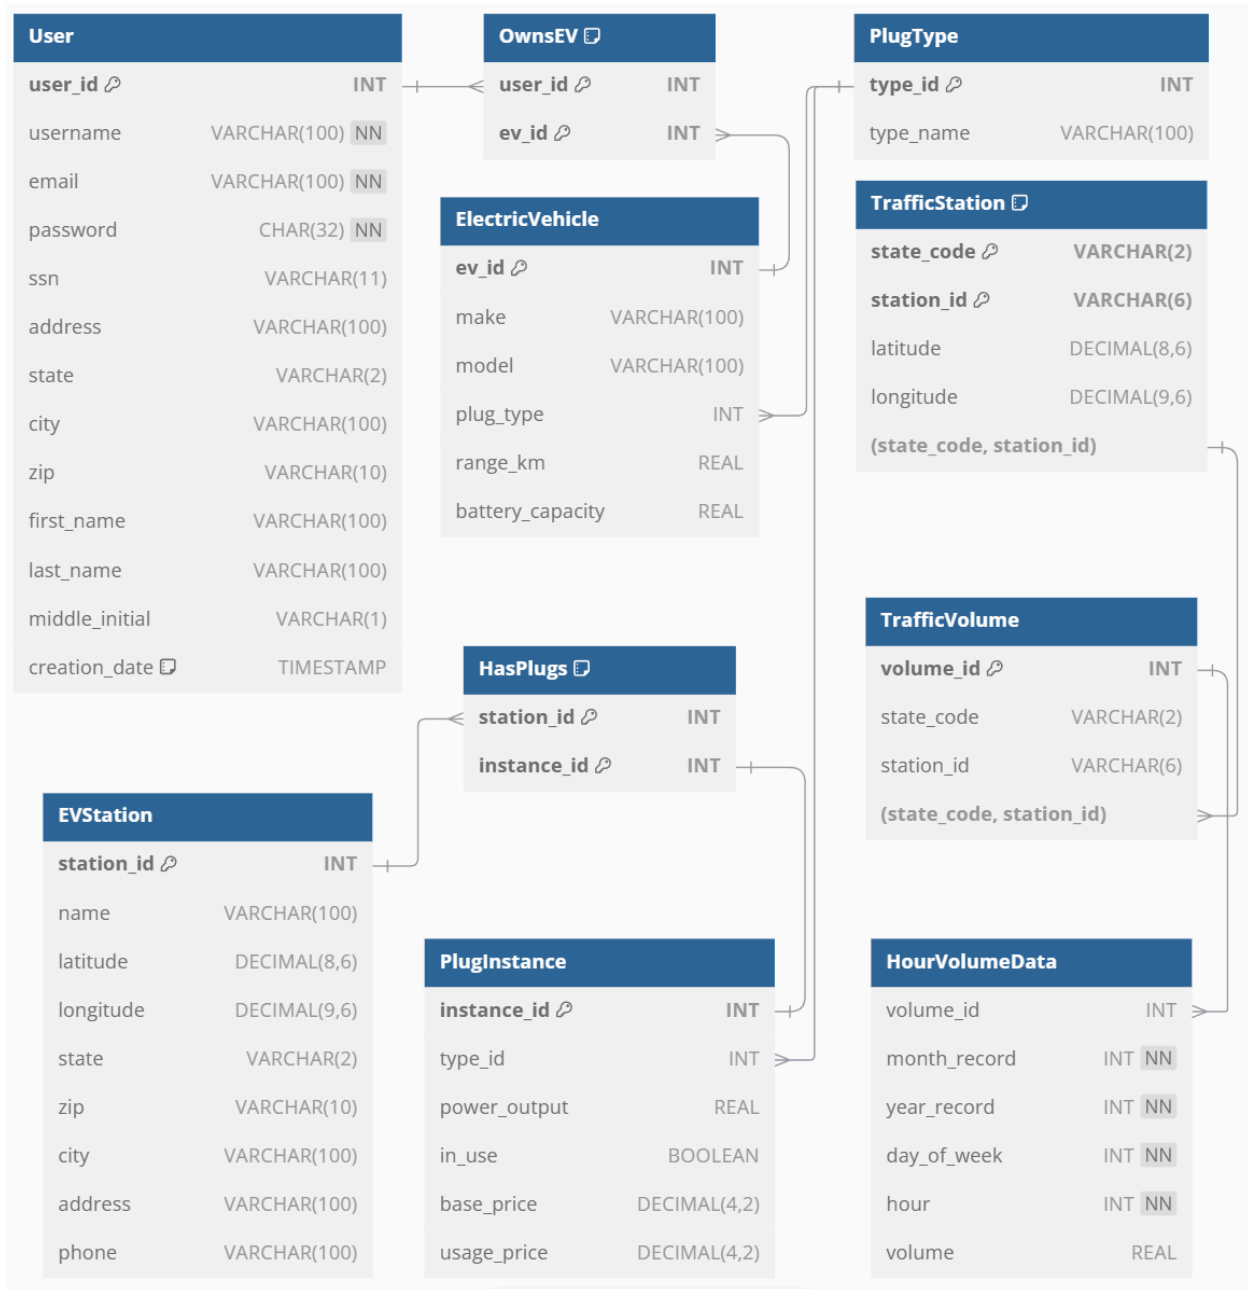 User
user_id INT
username VARCHAR(100) NN
email VARCHAR(100) NN
password CHAR(32) NN
ssn VARCHAR(11)
address VARCHAR(100)
state VARCHAR(2)
city VARCHAR(100)
zip VARCHAR(10)
first_name VARCHAR(100)
last_name VARCHAR(100)
middle_initial VARCHAR(1)
creation_date TIMESTAMP
OwnsEV
user_id INT
ev_id INT
PlugType
type_id INT
type_name VARCHAR(100)
ElectricVehicle
ev_id INT
make VARCHAR(100)
model VARCHAR(100)
plug_type INT
range_km REAL
battery_capacity REAL
TrafficStation
state_code VARCHAR(2)
station_id VARCHAR(6)
latitude DECIMAL(8,6)
longitude DECIMAL(9,6)
(state_code, station_id)
HasPlugs
station_id INT
instance_id INT
TrafficVolume
volume_id INT
state_code VARCHAR(2)
station_id VARCHAR(6)
(state_code, station_id)
EVStation
station_id INT
name VARCHAR(100)
latitude DECIMAL(8,6)
longitude DECIMAL(9,6)
state VARCHAR(2)
zip VARCHAR(10)
city VARCHAR(100)
address VARCHAR(100)
phone VARCHAR(100)
PlugInstance
instance_id INT
type_id INT
power_output REAL
in_use BOOLEAN
base_price DECIMAL(4,2)
usage_price DECIMAL(4,2)
HourVolumeData
volume_id INT
month_record INT NN
year_record INT NN
day_of_week INT NN
hour INT NN
volume REAL